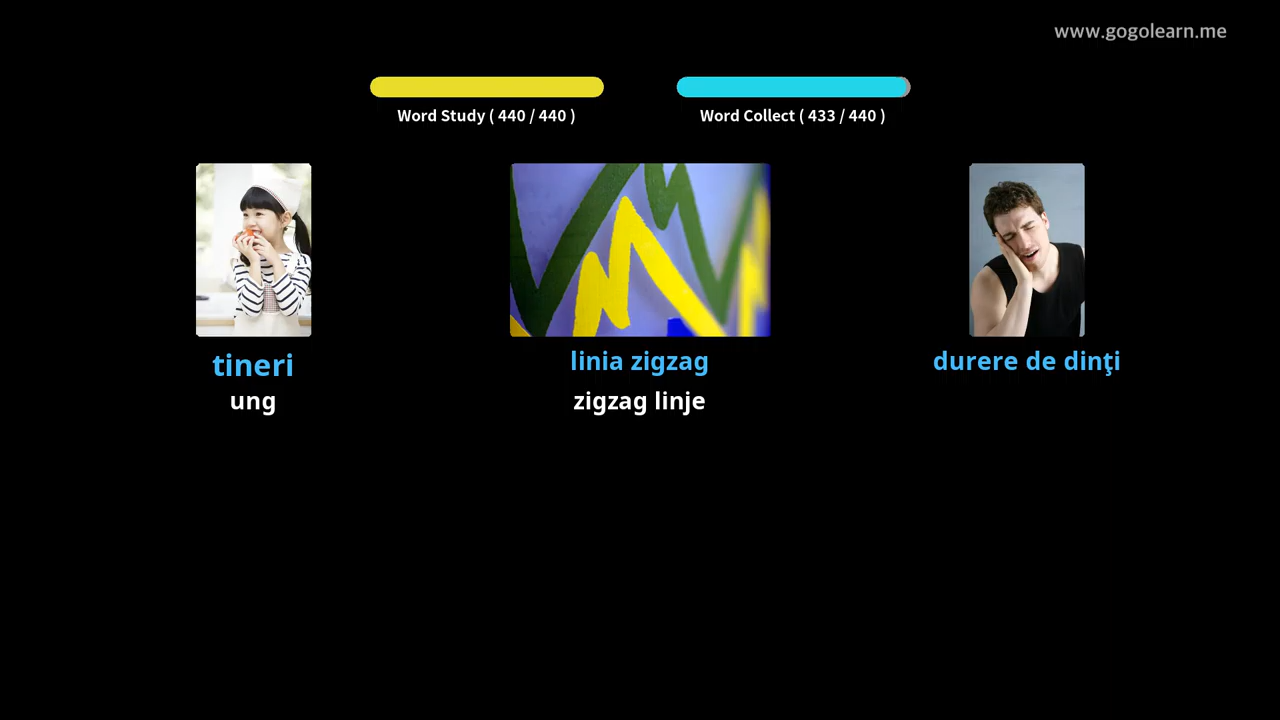 www.gogolearn.me
Word Study ( 440 / 440 )
Word Collect ( 433 / 440 )
tineri
linia zigzag
durere de dinţi
ung
zigzag linje